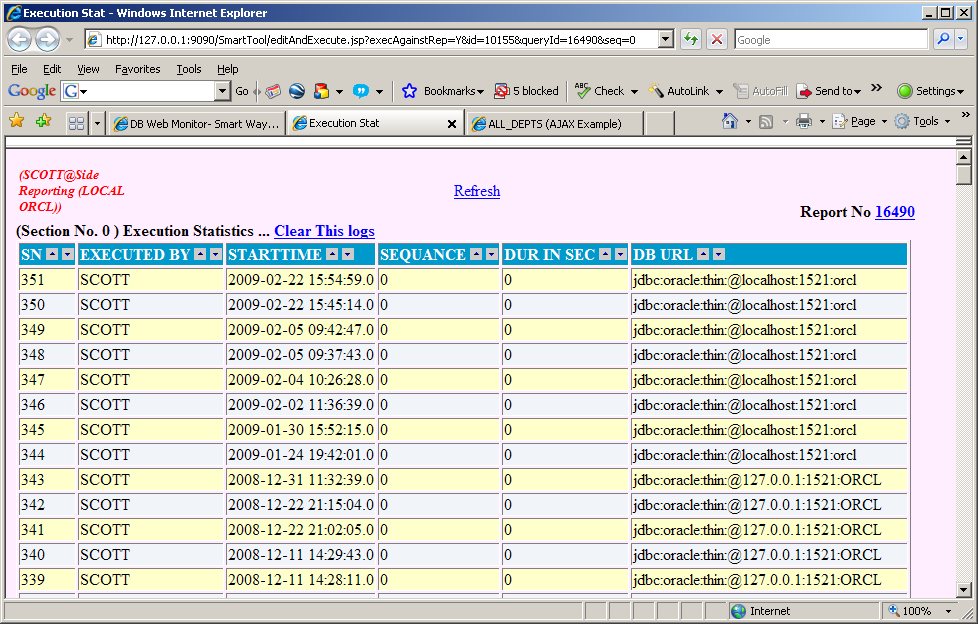 Execution Stat - Windows Internet Explorer
http://127.0.0.1:9090/SmartTool/editAndExecute.jsp?execAgainstRep=Y&id=10155&queryId=16490&seq=0
Google
File Edit View Favorites Tools Help
Google G Go Bookmarks 5 blocked ABC Check AutoLink AutoFill Send to >> Settings
DB Web Monitor- Smart Way... Execution Stat ALL_DEPTS (AJAX Example) Page Tools >>
(SCOTT@Side
Reporting (LOCAL
ORCL))
Refresh
Report No 16490
(Section No. 0 ) Execution Statistics ... Clear This logs
SN EXECUTED BY STARTTIME SEQUANCE DUR IN SEC DB URL
351 SCOTT 2009-02-22 15:54:59.0 0 0 jdbc:oracle:thin:@localhost:1521:orcl
350 SCOTT 2009-02-22 15:45:14.0 0 0 jdbc:oracle:thin:@localhost:1521:orcl
349 SCOTT 2009-02-05 09:42:47.0 0 0 jdbc:oracle:thin:@localhost:1521:orcl
348 SCOTT 2009-02-05 09:37:43.0 0 0 jdbc:oracle:thin:@localhost:1521:orcl
347 SCOTT 2009-02-04 10:26:28.0 0 0 jdbc:oracle:thin:@localhost:1521:orcl
346 SCOTT 2009-02-02 11:36:39.0 0 0 jdbc:oracle:thin:@localhost:1521:orcl
345 SCOTT 2009-01-30 15:52:15.0 0 0 jdbc:oracle:thin:@localhost:1521:orcl
344 SCOTT 2009-01-24 19:42:01.0 0 0 jdbc:oracle:thin:@localhost:1521:orcl
343 SCOTT 2008-12-31 11:32:39.0 0 0 jdbc:oracle:thin:@127.0.0.1:1521:ORCL
342 SCOTT 2008-12-22 21:15:04.0 0 0 jdbc:oracle:thin:@127.0.0.1:1521:ORCL
341 SCOTT 2008-12-22 21:02:05.0 0 0 jdbc:oracle:thin:@127.0.0.1:1521:ORCL
340 SCOTT 2008-12-11 14:29:43.0 0 0 jdbc:oracle:thin:@127.0.0.1:1521:ORCL
339 SCOTT 2008-12-11 14:28:11.0 0 0 jdbc:oracle:thin:@127.0.0.1:1521:ORCL
Internet 100%